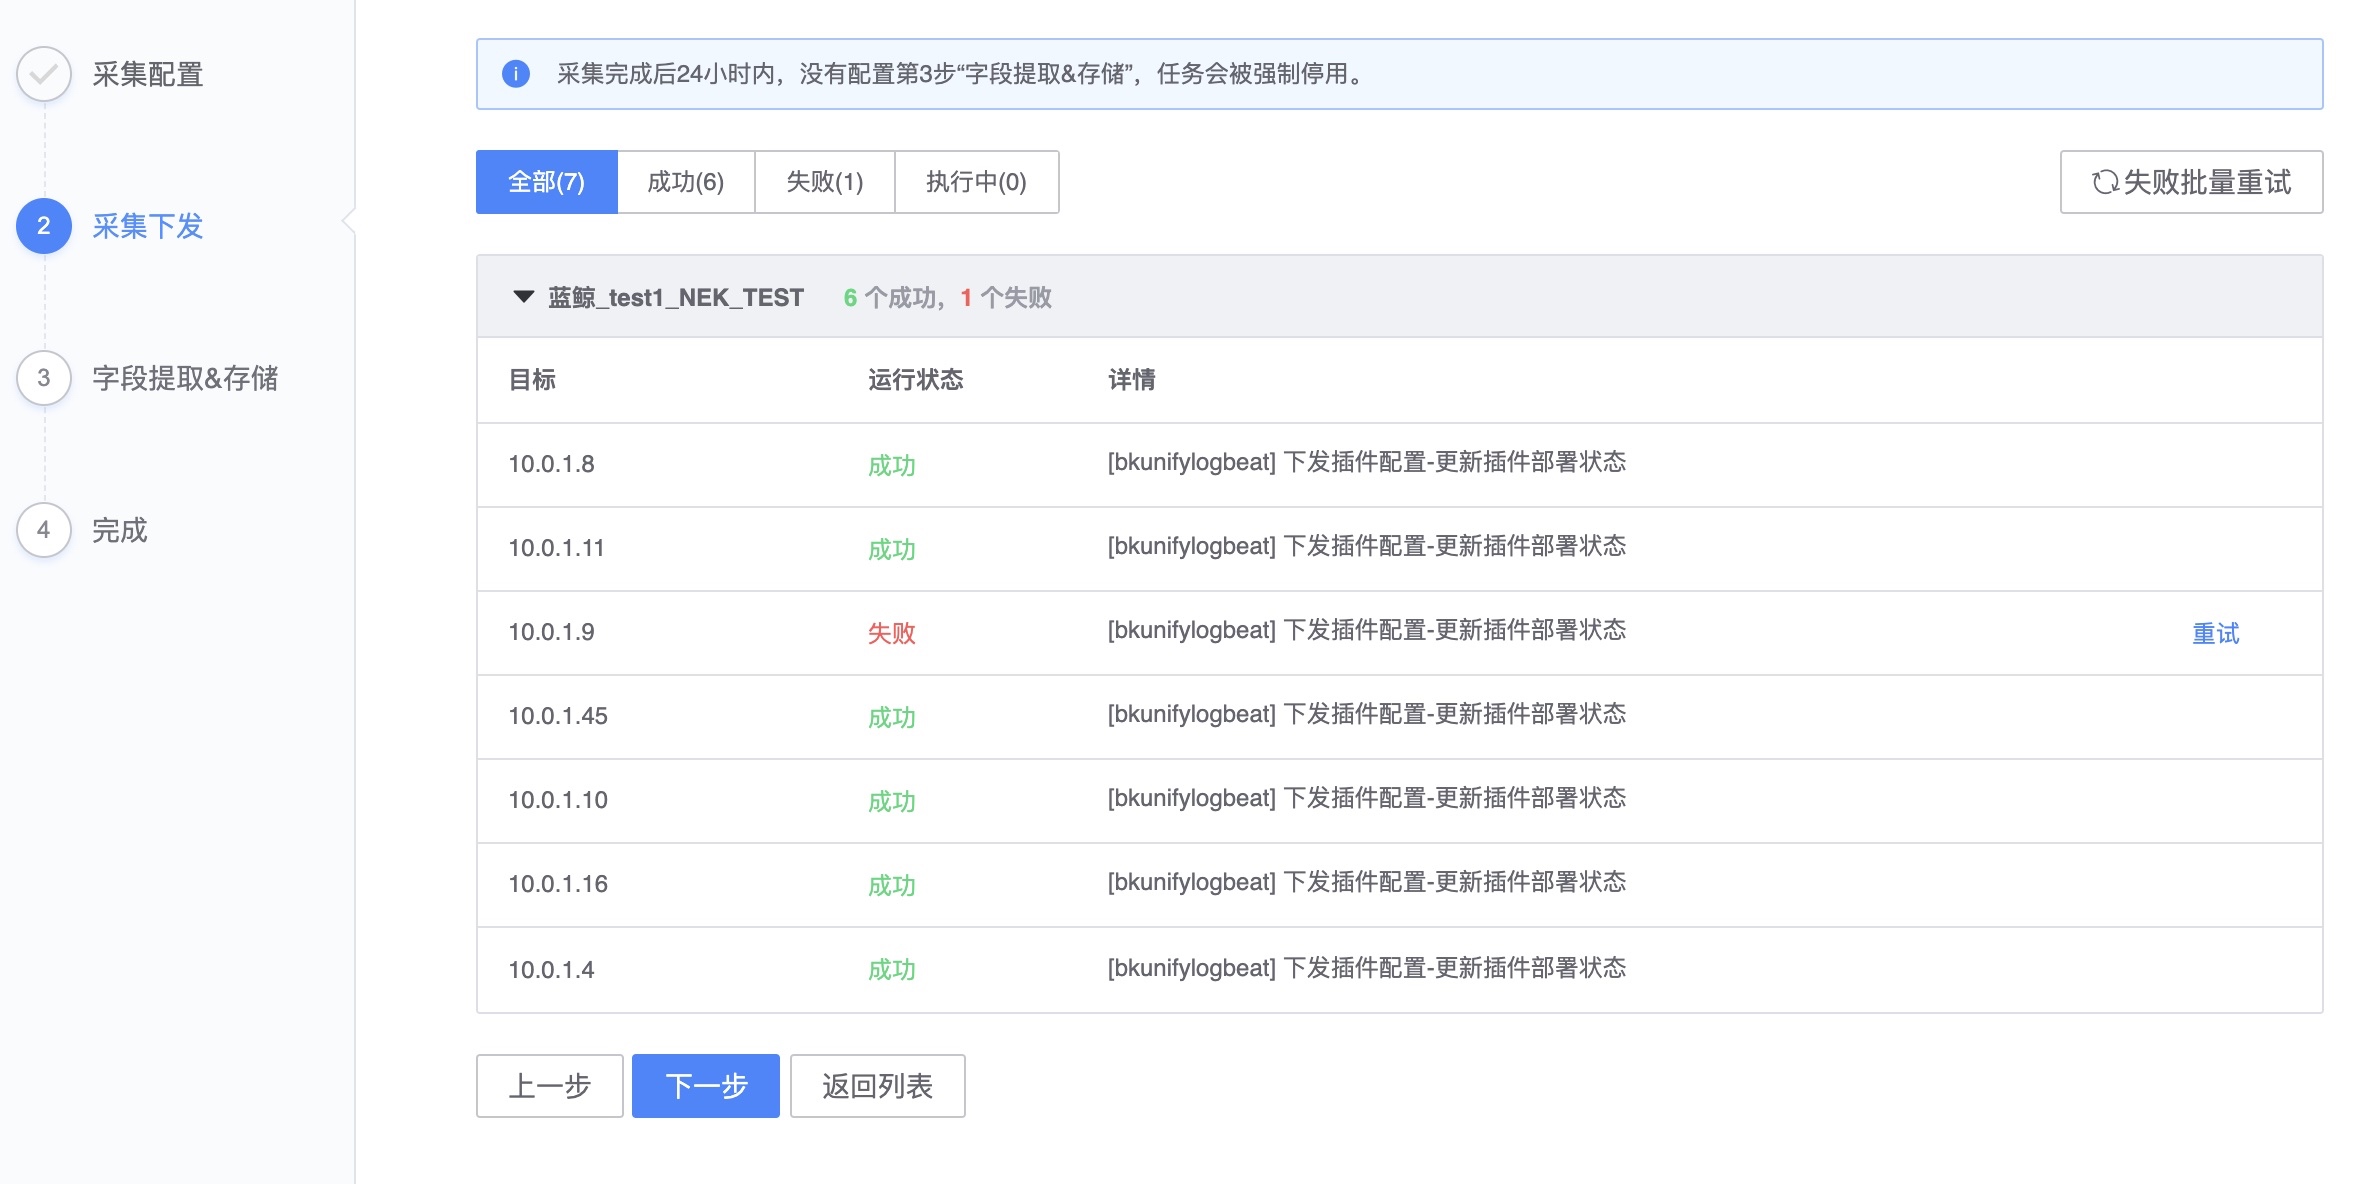 采集配置
2 采集下发
3 字段提取&存储
4 完成
采集完成后24小时内，没有配置第3步“字段提取&存储”，任务会被强制停用。
全部(7) 成功(6) 失败(1) 执行中(0) 失败批量重试
蓝鲸_test1_NEK_TEST 6 个成功，1 个失败
目标 运行状态 详情
10.0.1.8 成功 [bkunifylogbeat] 下发插件配置-更新插件部署状态
10.0.1.11 成功 [bkunifylogbeat] 下发插件配置-更新插件部署状态
10.0.1.9 失败 [bkunifylogbeat] 下发插件配置-更新插件部署状态 重试
10.0.1.45 成功 [bkunifylogbeat] 下发插件配置-更新插件部署状态
10.0.1.10 成功 [bkunifylogbeat] 下发插件配置-更新插件部署状态
10.0.1.16 成功 [bkunifylogbeat] 下发插件配置-更新插件部署状态
10.0.1.4 成功 [bkunifylogbeat] 下发插件配置-更新插件部署状态
上一步 下一步 返回列表